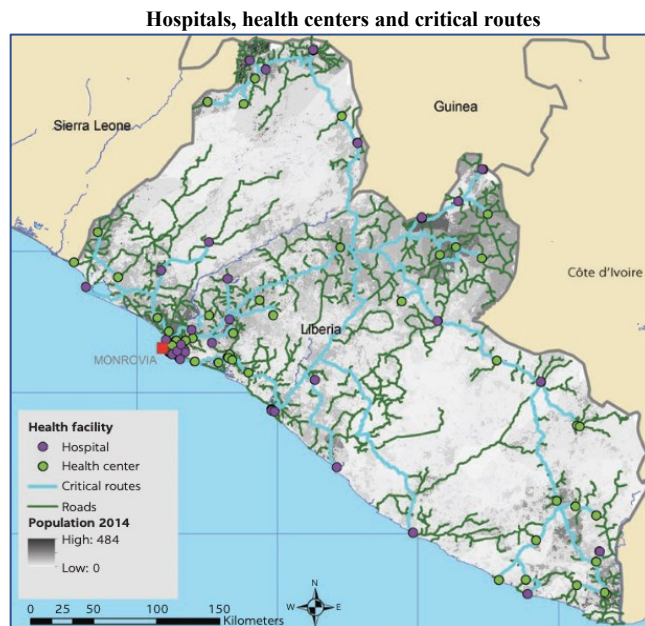 Hospitals, health centers and critical routes
Guinea
Sierra Leone
Côte d'Ivoire
Liberia
MONROVIA
Health facility
Hospital
Health center
Critical routes
Roads
Population 2014
High: 484
Low: 0
N
W E
S
0 25 50 100 150
Kilometers